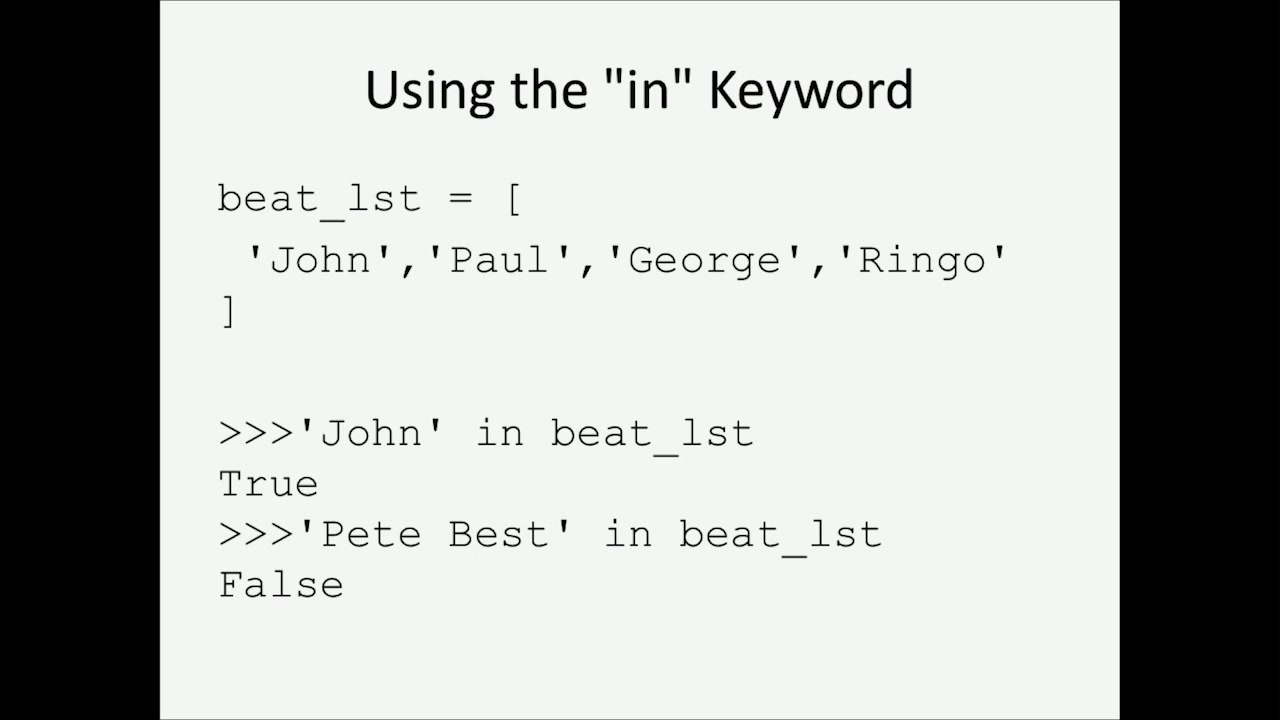 Using the "in" Keyword
beat_lst = [
'John','Paul','George','Ringo'
]
>>>'John' in beat_lst
True
>>>'Pete Best' in beat_lst
False